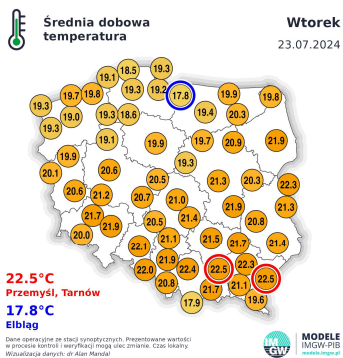 Średnia dobowa
temperatura
Wtorek
23.07.2024
18.5 19.3
19.1
19.7 19.8 19.3 19.2 17.8 19.9 19.8
19.3
19.0 19.3 18.6 19.4 20.3
19.3
19.1 19.9 19.7 20.9 21.9
19.9 19.3
20.1 20.6 21.3 20.3 22.3
20.6 21.2 20.7 21.0
21.7 21.9 21.3
21.9 20.5 21.4 20.8
20.0 21.1 21.5 21.7 21.4
22.1
21.9
22.0 22.4 22.5 22.5
20.8 21.7 21.1
17.9 19.6
22.5°C
Przemyśl, Tarnów
17.8°C
Elbląg
Dane operacyjne ze stacji synoptycznych. Prezentowane wartości
w procesie kontroli i weryfikacji mogą ulec zmianie. Czas lokalny.
Wizualizacja danych: dr Alan Mandal
IM
GW
MODELE
IMGW-PIB
modele.imgw.pl